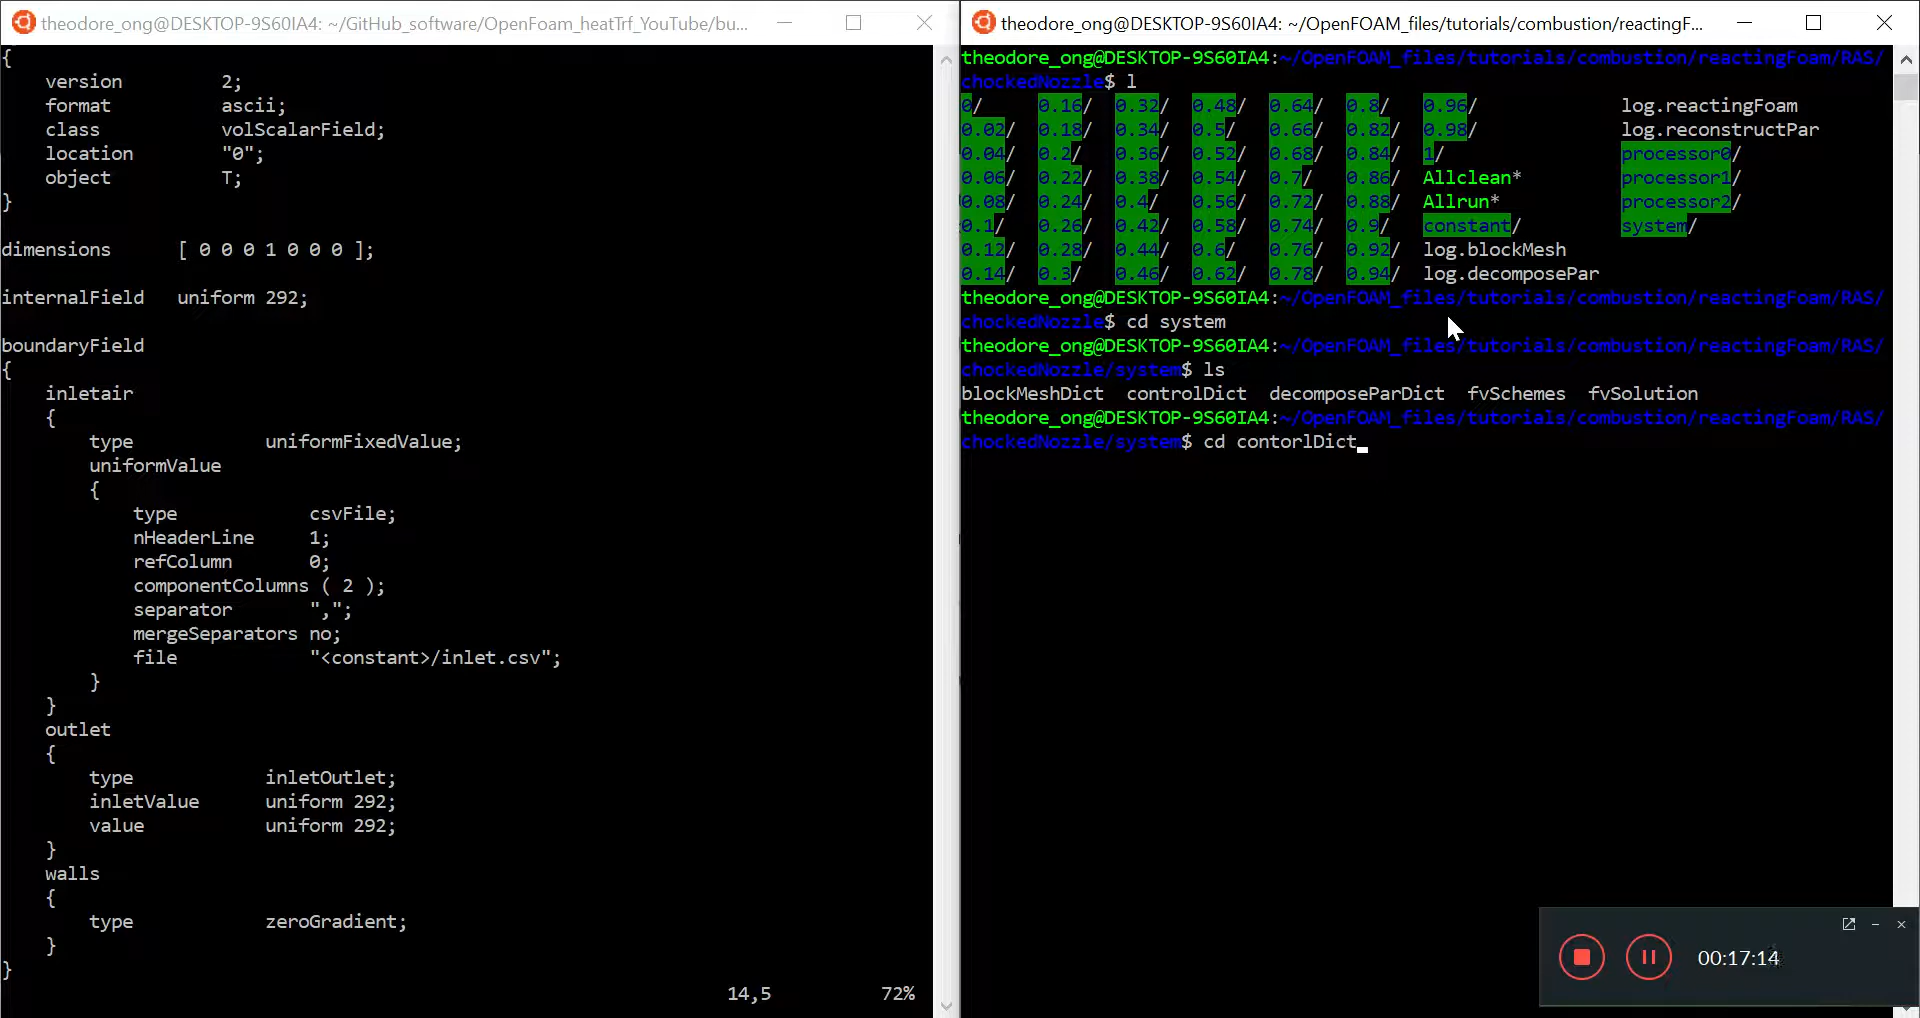 theodore_ong@DESKTOP-9S60IA4: ~/GitHub_software/OpenFoam_heatTrf_YouTube/bu...
{
    version         2;
    format          ascii;
    class           volScalarField;
    location        "0";
    object          T;
}
dimensions      [ 0 0 0 1 0 0 0 ];
internalField   uniform 292;
boundaryField
{
    inletair
    {
        type            uniformFixedValue;
        uniformValue
        {
            type            csvFile;
            nHeaderLine     1;
            refColumn       0;
            componentColumns ( 2 );
            separator       ",";
            mergeSeparators no;
            file            "<constant>/inlet.csv";
        }
    }
    outlet
    {
        type            inletOutlet;
        inletValue      uniform 292;
        value           uniform 292;
    }
    walls
    {
        type            zeroGradient;
    }
}
14,5          72%
theodore_ong@DESKTOP-9S60IA4: ~/OpenFOAM_files/tutorials/combustion/reactingF...
theodore_ong@DESKTOP-9S60IA4:~/OpenFOAM_files/tutorials/combustion/reactingFoam/RAS/
chockedNozzle$ l
0/     0.16/  0.32/  0.48/  0.64/  0.8/   0.96/             log.reactingFoam
0.02/  0.18/  0.34/  0.5/   0.66/  0.82/  0.98/             log.reconstructPar
0.04/  0.2/   0.36/  0.52/  0.68/  0.84/  1/                processor0/
0.06/  0.22/  0.38/  0.54/  0.7/   0.86/  Allclean*         processor1/
0.08/  0.24/  0.4/   0.56/  0.72/  0.88/  Allrun*           processor2/
0.1/   0.26/  0.42/  0.58/  0.74/  0.9/   constant/         system/
0.12/  0.28/  0.44/  0.6/   0.76/  0.92/  log.blockMesh
0.14/  0.3/   0.46/  0.62/  0.78/  0.94/  log.decomposePar
theodore_ong@DESKTOP-9S60IA4:~/OpenFOAM_files/tutorials/combustion/reactingFoam/RAS/
chockedNozzle$ cd system
theodore_ong@DESKTOP-9S60IA4:~/OpenFOAM_files/tutorials/combustion/reactingFoam/RAS/
chockedNozzle/system$ ls
blockMeshDict  controlDict  decomposeParDict  fvSchemes  fvSolution
theodore_ong@DESKTOP-9S60IA4:~/OpenFOAM_files/tutorials/combustion/reactingFoam/RAS/
chockedNozzle/system$ cd contorlDict
00:17:14